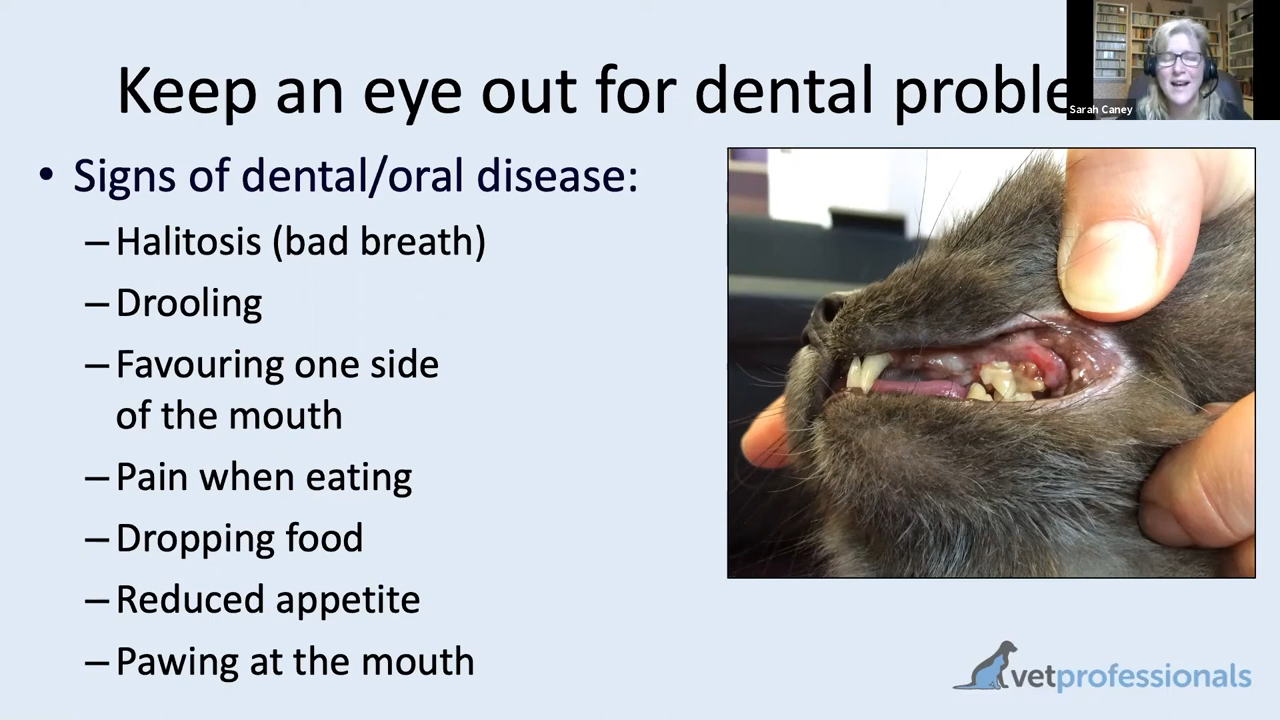 Keep an eye out for dental proble
Sarah Caney
• Signs of dental/oral disease:
– Halitosis (bad breath)
– Drooling
– Favouring one side
of the mouth
– Pain when eating
– Dropping food
– Reduced appetite
– Pawing at the mouth
vetprofessionals